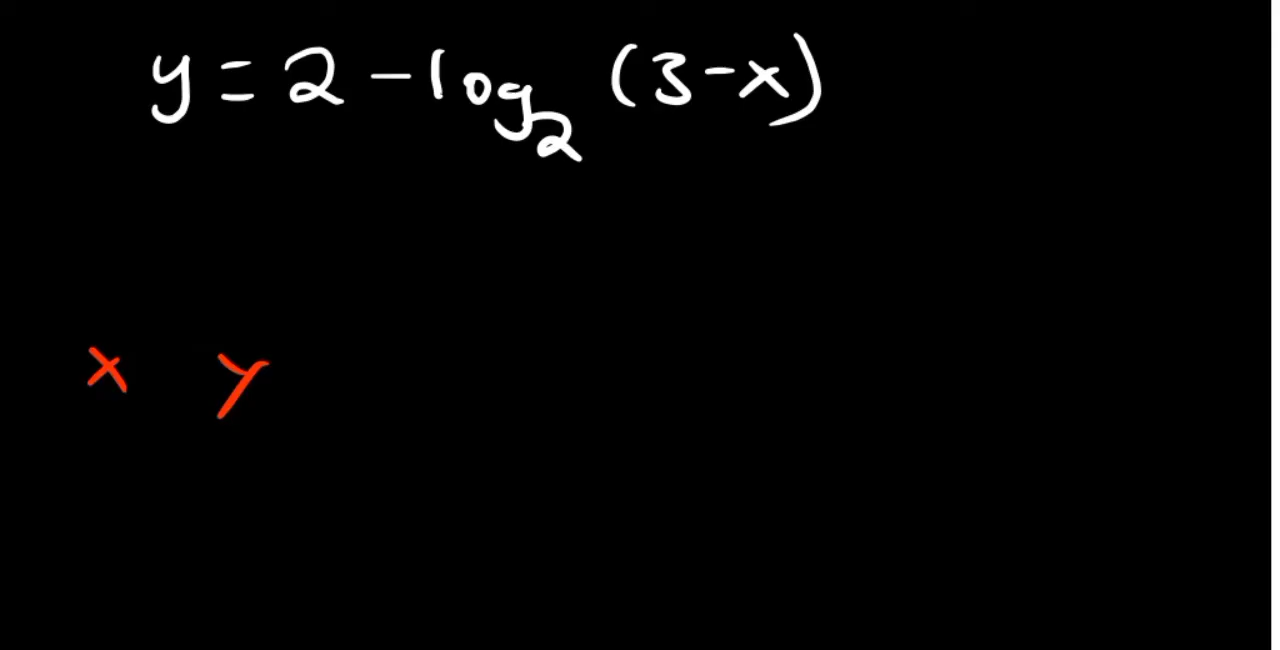 y = 2 - log₂ (3-x)
x y